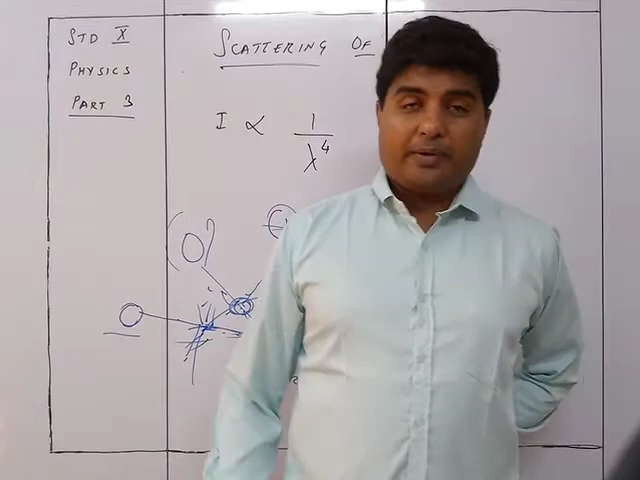 STD X
PHYSICS
PART 3
SCATTERING OF
I ∝ 1/λ⁴